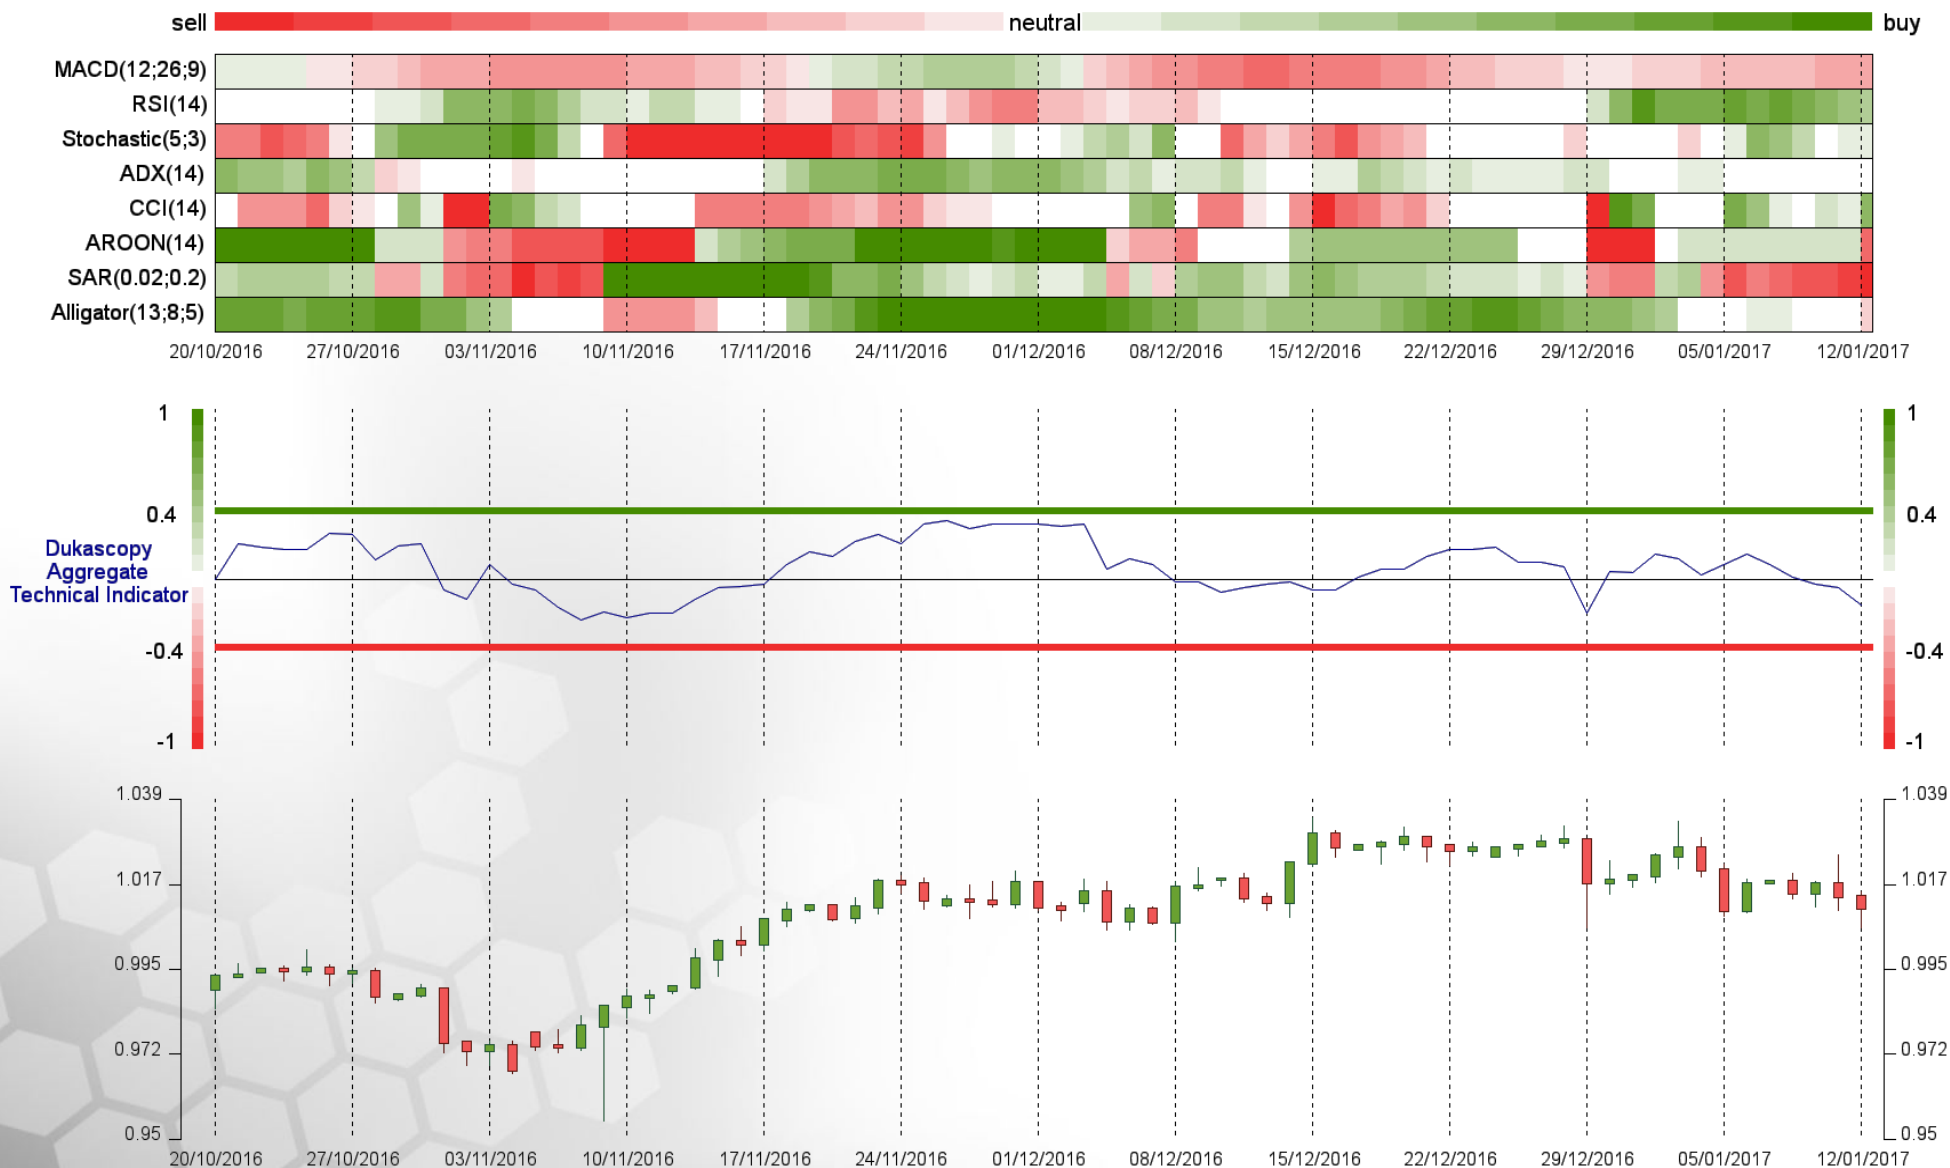 sell neutral buy
MACD(12;26;9)
RSI(14)
Stochastic(5;3)
ADX(14)
CCI(14)
AROON(14)
SAR(0.02;0.2)
Alligator(13;8;5)
20/10/2016 27/10/2016 03/11/2016 10/11/2016 17/11/2016 24/11/2016 01/12/2016 08/12/2016 15/12/2016 22/12/2016 29/12/2016 05/01/2017 12/01/2017
1 1
0.4 0.4
Dukascopy
Aggregate
Technical Indicator
-0.4 -0.4
-1 -1
1.039 1.039
1.017 1.017
0.995 0.995
0.972 0.972
0.95 0.95
20/10/2016 27/10/2016 03/11/2016 10/11/2016 17/11/2016 24/11/2016 01/12/2016 08/12/2016 15/12/2016 22/12/2016 29/12/2016 05/01/2017 12/01/2017